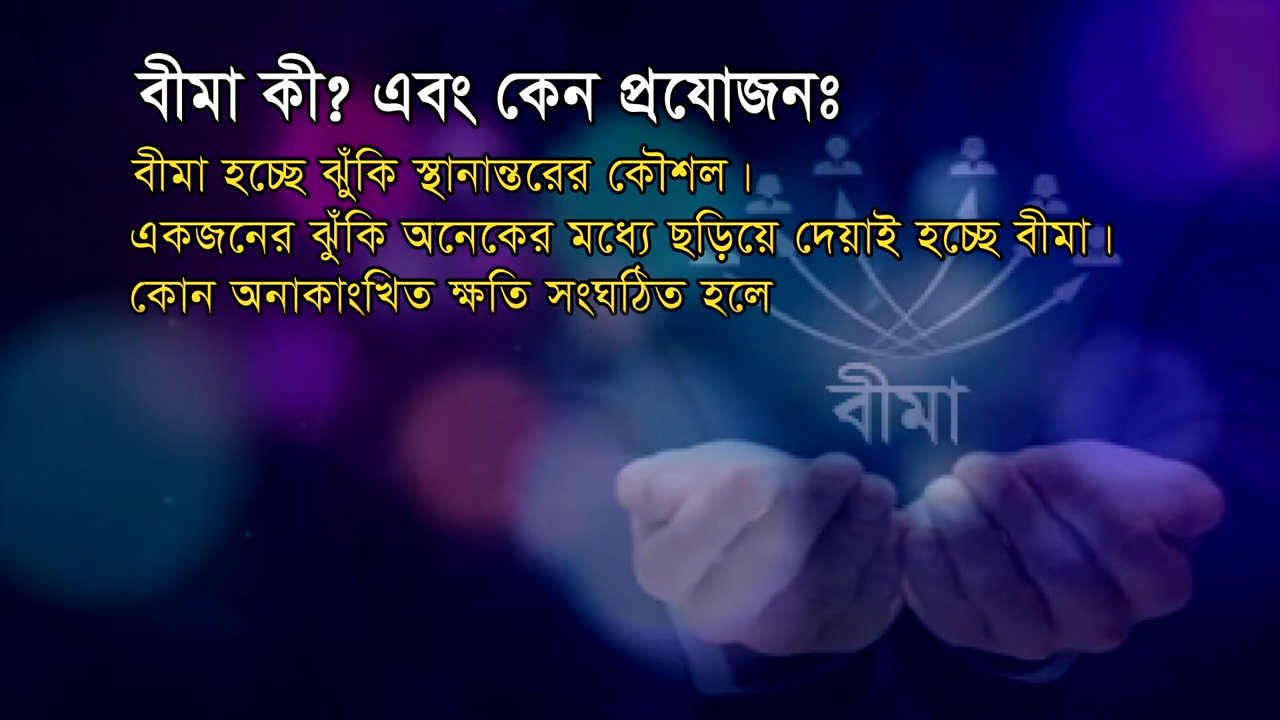 বীমা কী? এবং কেন প্রযোজনঃ
বীমা হচ্ছে ঝুঁকি স্থানান্তরের কৌশল।
একজনের ঝুঁকি অনেকের মধ্যে ছড়িয়ে দেয়াই হচ্ছে বীমা।
কোন অনাকাংখিত ক্ষতি সংঘঠিত হলে
বীমা